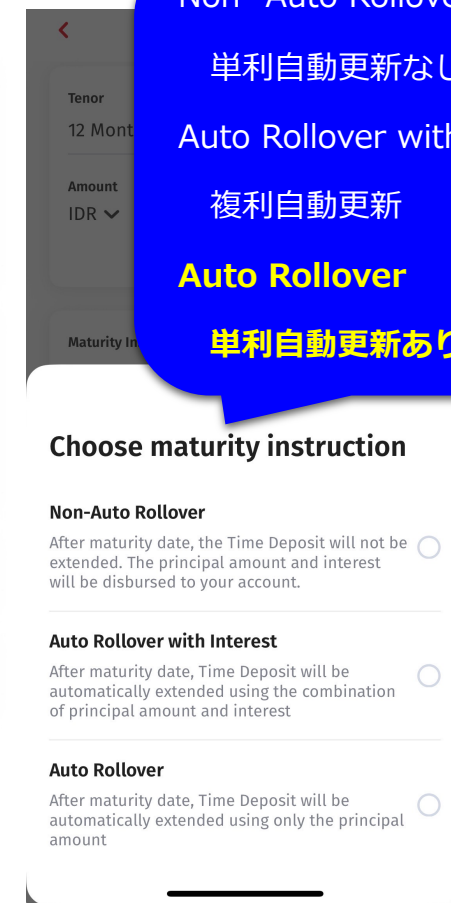 Non- Auto Rollove
単利自動更新なし
Auto Rollover with
複利自動更新
Auto Rollover
単利自動更新あり
Tenor
12 Mont
Amount
IDR
Maturity In
Choose maturity instruction
Non-Auto Rollover
After maturity date, the Time Deposit will not be
extended. The principal amount and interest
will be disbursed to your account.
Auto Rollover with Interest
After maturity date, Time Deposit will be
automatically extended using the combination
of principal amount and interest
Auto Rollover
After maturity date, Time Deposit will be
automatically extended using only the principal
amount